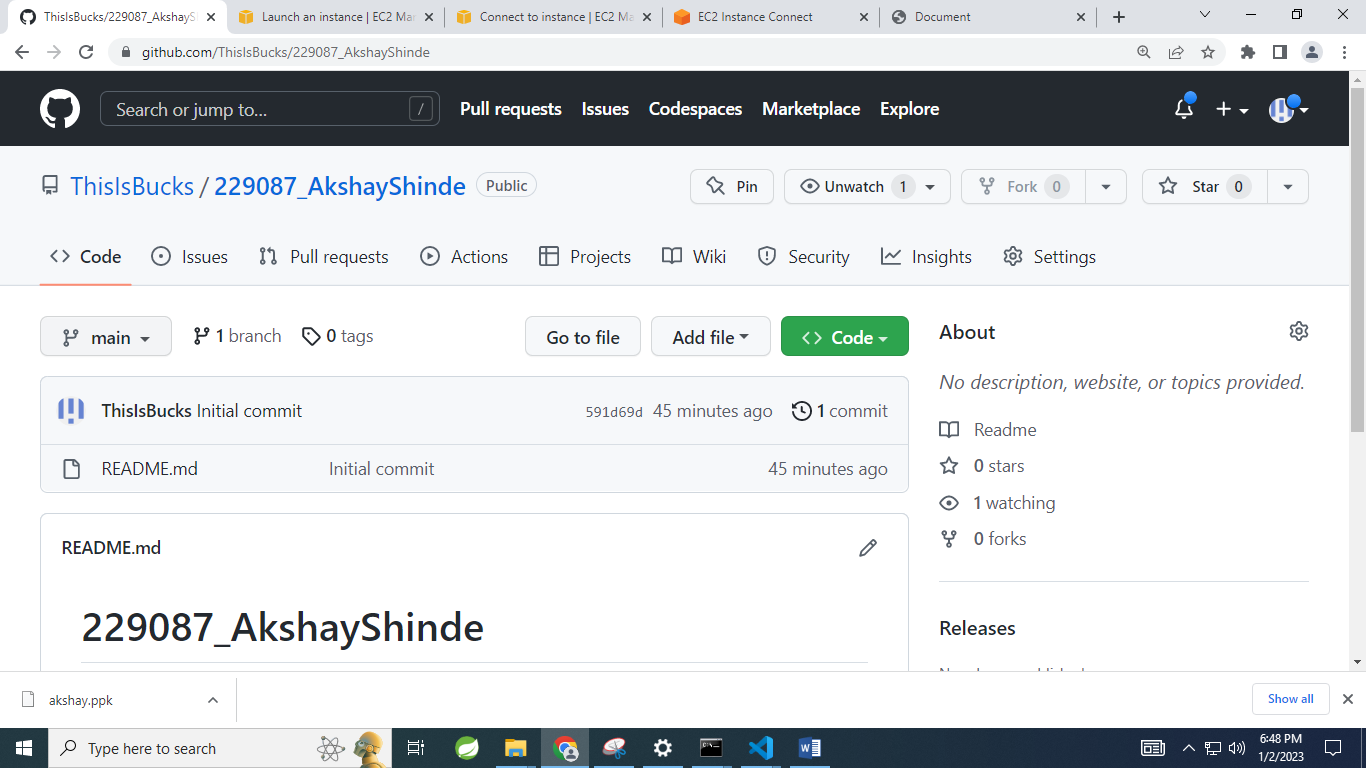 ThisIsBucks/229087_AkshayS
Launch an instance | EC2 Ma
Connect to instance | EC2 Ma
EC2 Instance Connect
Document
github.com/ThisIsBucks/229087_AkshayShinde
Search or jump to...
/
Pull requests
Issues
Codespaces
Marketplace
Explore
ThisIsBucks / 229087_AkshayShinde
Public
Pin
Unwatch 1
Fork 0
Star 0
Code
Issues
Pull requests
Actions
Projects
Wiki
Security
Insights
Settings
main
1 branch
0 tags
Go to file
Add file
Code
ThisIsBucks Initial commit
591d69d 45 minutes ago
1 commit
README.md
Initial commit
45 minutes ago
README.md
229087_AkshayShinde
About
No description, website, or topics provided.
Readme
0 stars
1 watching
0 forks
Releases
akshay.ppk
Show all
Type here to search
6:48 PM
1/2/2023